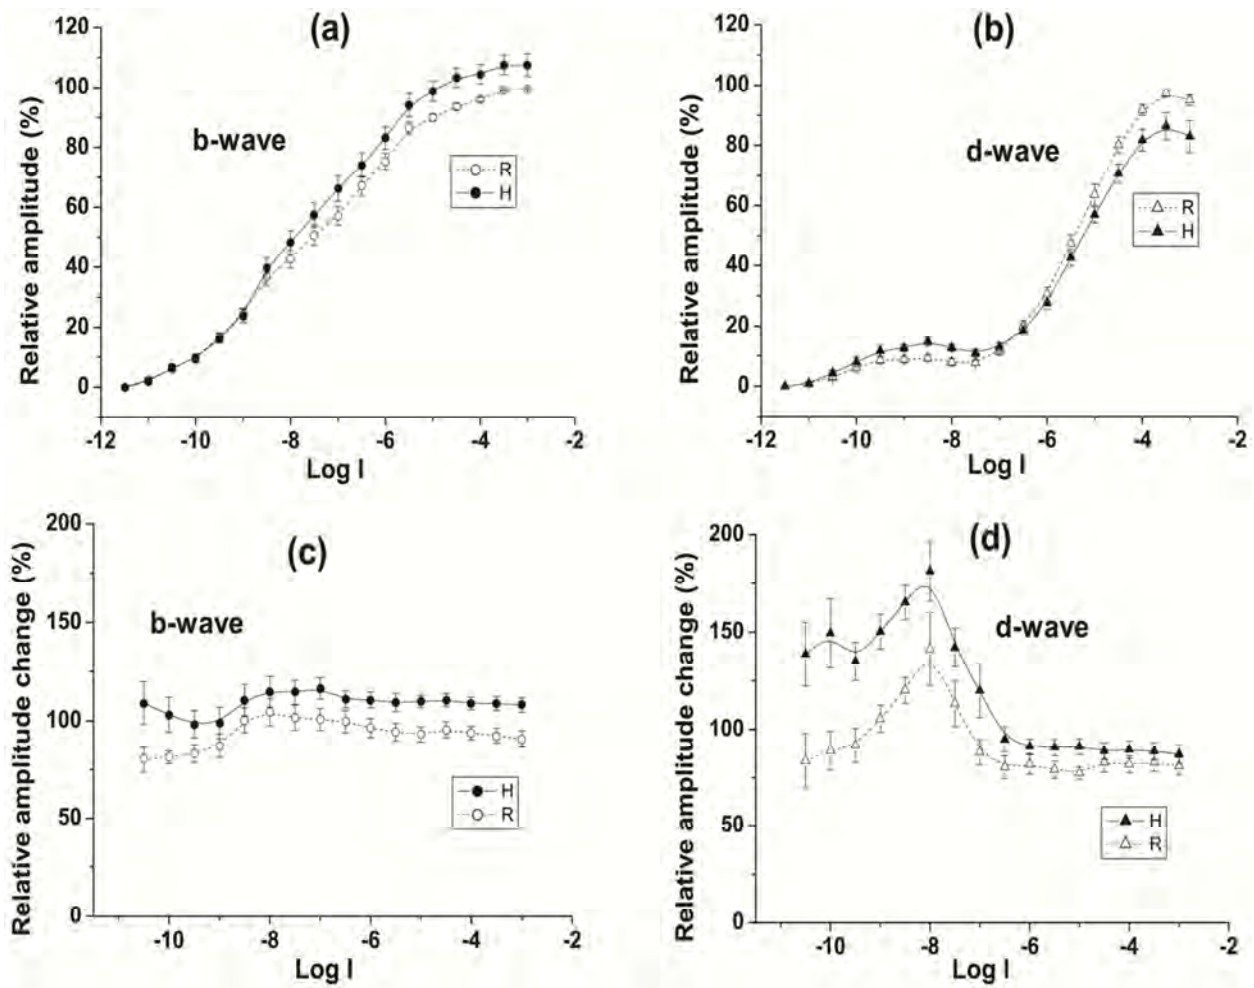 (a)
b-wave
Relative amplitude (%)
120
100
80
60
40
20
0
R
H
-12
-10
-8
-6
-4
-2
Log I
(b)
d-wave
Relative amplitude (%)
120
100
80
60
40
20
0
R
H
-12
-10
-8
-6
-4
-2
Log I
(c)
b-wave
Relative amplitude change (%)
200
150
100
50
0
H
R
-10
-8
-6
-4
-2
Log I
(d)
d-wave
Relative amplitude change (%)
200
150
100
50
0
H
R
-10
-8
-6
-4
-2
Log I